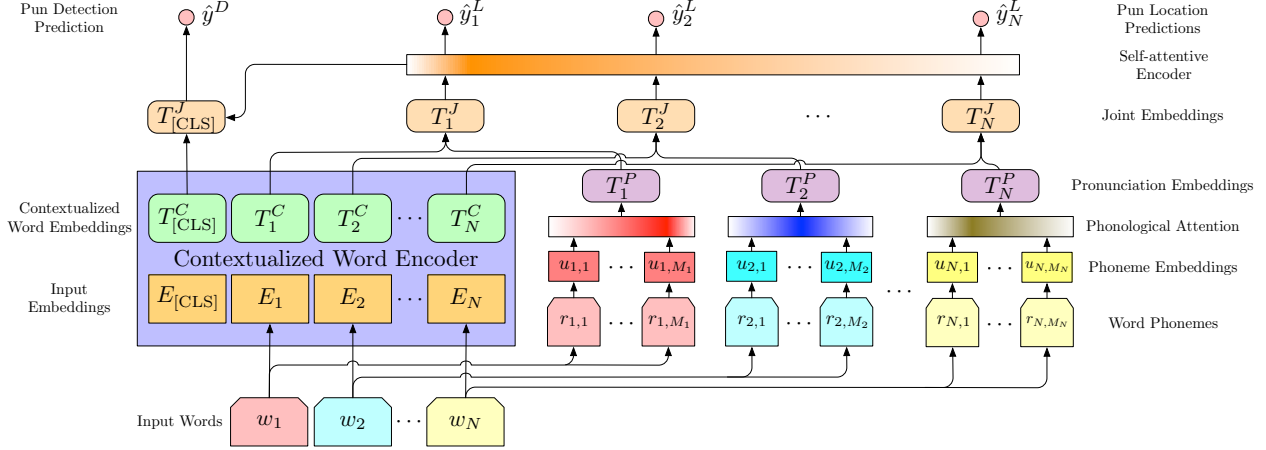 Pun Detection
Prediction
ŷ^D
ŷ_1^L
ŷ_2^L
ŷ_N^L
Pun Location
Predictions
Self-attentive
Encoder
T_{[CLS]}^J
T_1^J
T_2^J
...
T_N^J
Joint Embeddings
T_1^P
T_2^P
T_N^P
Pronunciation Embeddings
Contextualized
Word Embeddings
T_{[CLS]}^C
T_1^C
T_2^C
...
T_N^C
Phonological Attention
Contextualized Word Encoder
u_{1,1}
...
u_{1,M_1}
u_{2,1}
...
u_{2,M_2}
...
u_{N,1}
...
u_{N,M_N}
Phoneme Embeddings
Input
Embeddings
E_{[CLS]}
E_1
E_2
...
E_N
r_{1,1}
...
r_{1,M_1}
r_{2,1}
...
r_{2,M_2}
r_{N,1}
...
r_{N,M_N}
Word Phonemes
Input Words
w_1
w_2
...
w_N